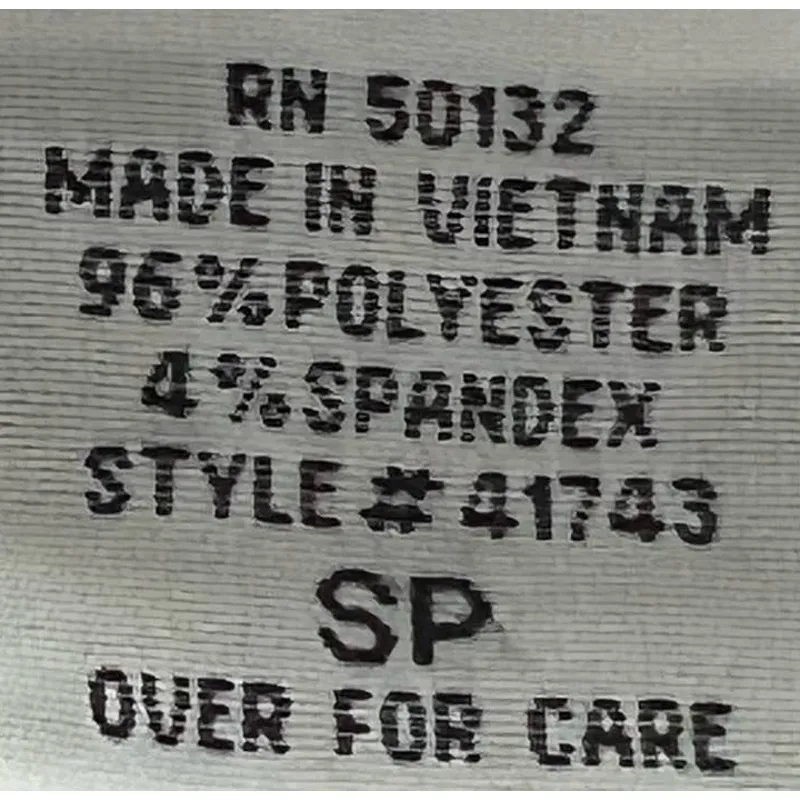 RN 50132
MADE IN VIETNAM
96%POLYESTER
4%SPANDEX
STYLE#41743
SP
OVER FOR CARE